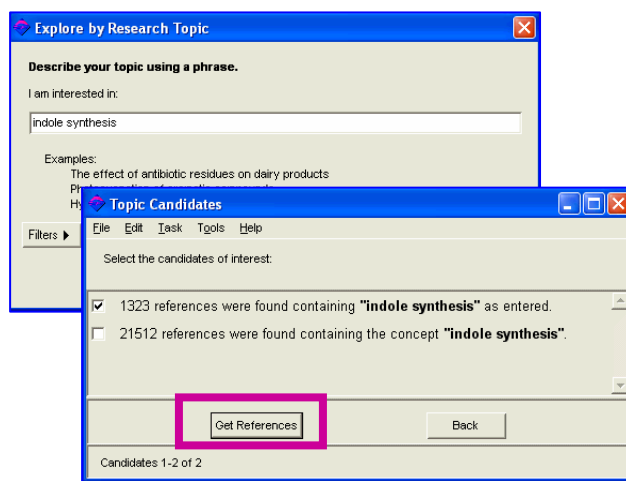 Explore by Research Topic
Describe your topic using a phrase.
I am interested in:
indole synthesis
Examples:
The effect of antibiotic residues on dairy products
Filters
Topic Candidates
File Edit Task Tools Help
Select the candidates of interest:
1323 references were found containing "indole synthesis" as entered.
21512 references were found containing the concept "indole synthesis".
Get References Back
Candidates 1-2 of 2